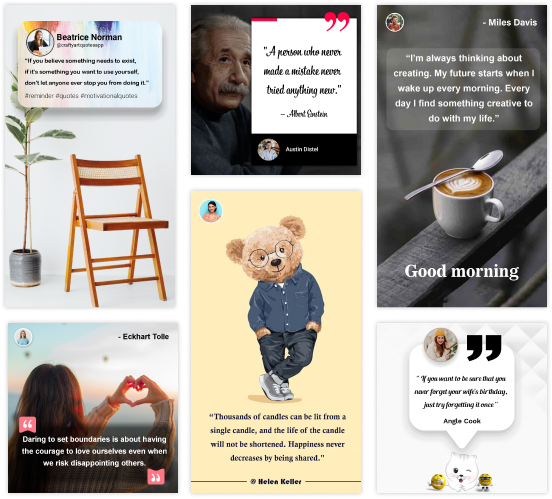 Beatrice Norman
@craftyartquotesapp
"If you believe something needs to exist,
if it's something you want to use yourself,
don't let anyone ever stop you from doing it."
#reminder #quotes #motivationalquotes
"A person who never
made a mistake never
tried anything new."
– Albert Einstein
Austin Distel
- Miles Davis
"I'm always thinking about
creating. My future starts when I
wake up every morning. Every
day I find something creative to
do with my life."
Good morning
- Eckhart Tolle
Daring to set boundaries is about having
the courage to love ourselves even when
we risk disappointing others.
"Thousands of candles can be lit from a
single candle, and the life of the candle
will not be shortened. Happiness never
decreases by being shared."
@ Helen Keller
"If you want to be sure that you
never forget your wife's birthday,
just try forgetting it once"
Angle Cook